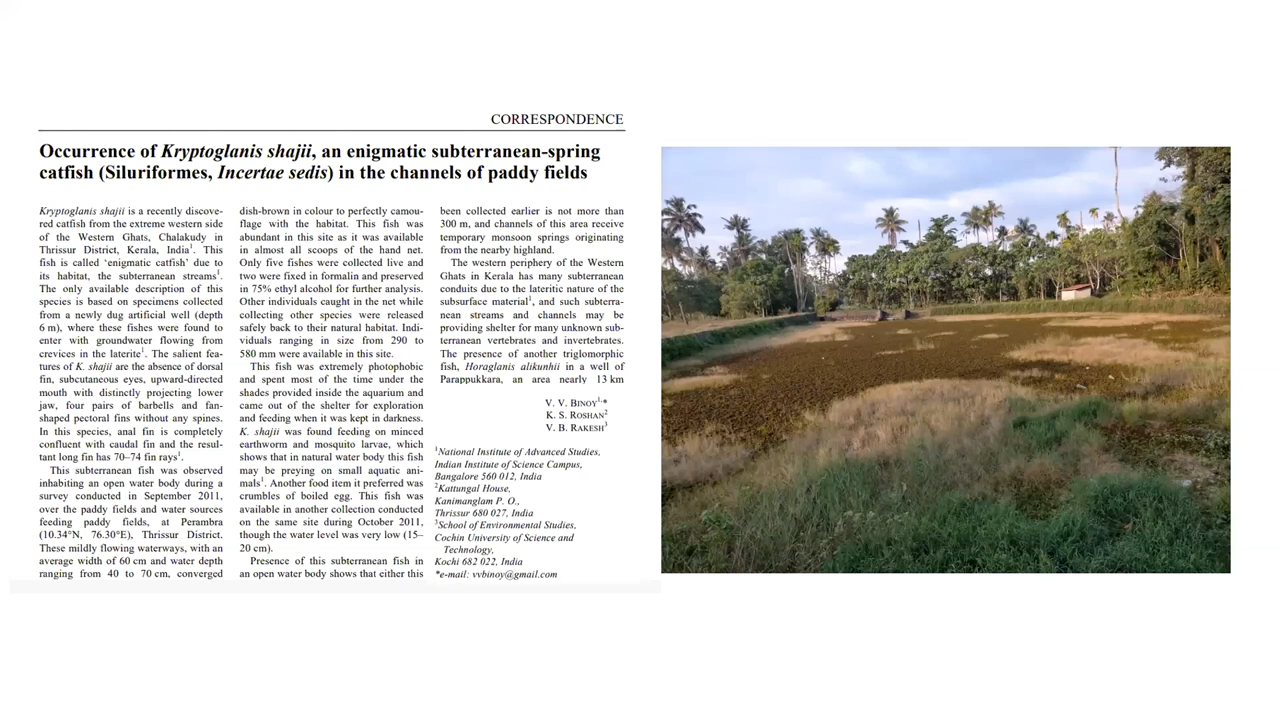 CORRESPONDENCE
Occurrence of Kryptoglanis shajii, an enigmatic subterranean-spring
catfish (Siluriformes, Incertae sedis) in the channels of paddy fields
Kryptoglanis shajii is a recently discove-
red catfish from the extreme western side
of the Western Ghats, Chalakudy in
Thrissur District, Kerala, India¹. This
fish is called 'enigmatic catfish' due to
its habitat, the subterranean streams¹.
The only available description of this
species is based on specimens collected
from a newly dug artificial well (depth
6 m), where these fishes were found to
enter with groundwater flowing from
crevices in the laterite¹. The salient fea-
tures of K. shajii are the absence of dorsal
fin, subcutaneous eyes, upward-directed
mouth with distinctly projecting lower
jaw, four pairs of barbells and fan-
shaped pectoral fins without any spines.
In this species, anal fin is completely
confluent with caudal fin and the resul-
tant long fin has 70–74 fin rays¹.
This subterranean fish was observed
inhabiting an open water body during a
survey conducted in September 2011,
over the paddy fields and water sources
feeding paddy fields, at Perambra
(10.34°N, 76.30°E), Thrissur District.
These mildly flowing waterways, with an
average width of 60 cm and water depth
ranging from 40 to 70 cm, converged
dish-brown in colour to perfectly camou-
flage with the habitat. This fish was
abundant in this site as it was available
in almost all scoops of the hand net.
Only five fishes were collected live and
two were fixed in formalin and preserved
in 75% ethyl alcohol for further analysis.
Other individuals caught in the net while
collecting other species were released
safely back to their natural habitat. Indi-
viduals ranging in size from 290 to
580 mm were available in this site.
This fish was extremely photophobic
and spent most of the time under the
shades provided inside the aquarium and
came out of the shelter for exploration
and feeding when it was kept in darkness.
K. shajii was found feeding on minced
earthworm and mosquito larvae, which
shows that in natural water body this fish
may be preying on small aquatic ani-
mals¹. Another food item it preferred was
crumbles of boiled egg. This fish was
available in another collection conducted
on the same site during October 2011,
though the water level was very low (15–
20 cm).
Presence of this subterranean fish in
an open water body shows that either this
been collected earlier is not more than
300 m, and channels of this area receive
temporary monsoon springs originating
from the nearby highland.
The western periphery of the Western
Ghats in Kerala has many subterranean
conduits due to the lateritic nature of the
subsurface material¹, and such subterra-
nean streams and channels may be
providing shelter for many unknown sub-
terranean vertebrates and invertebrates.
The presence of another triglomorphic
fish, Horaglanis alikunhii in a well of
Parappukkara, an area nearly 13 km
V. V. BINOY¹,*
K. S. ROSHAN²
V. B. RAKESH³
¹National Institute of Advanced Studies,
Indian Institute of Science Campus,
Bangalore 560 012, India
²Kattungal House,
Kanimanglam P. O.,
Thrissur 680 027, India
³School of Environmental Studies,
Cochin University of Science and
Technology,
Kochi 682 022, India
*e-mail: vvbinoy@gmail.com